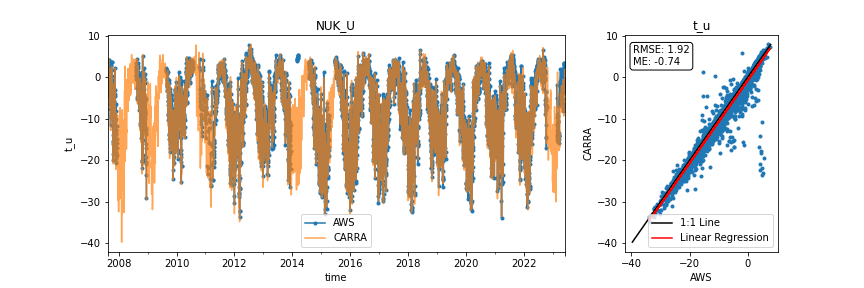 NUK_U
t_u
10
0
−10
−20
−30
−40
2008
2010
2012
2014
2016
2018
2020
2022
time
AWS
CARRA
t_u
RMSE: 1.92
ME: -0.74
CARRA
10
0
−10
−20
−30
−40
−40
−20
0
AWS
1:1 Line
Linear Regression